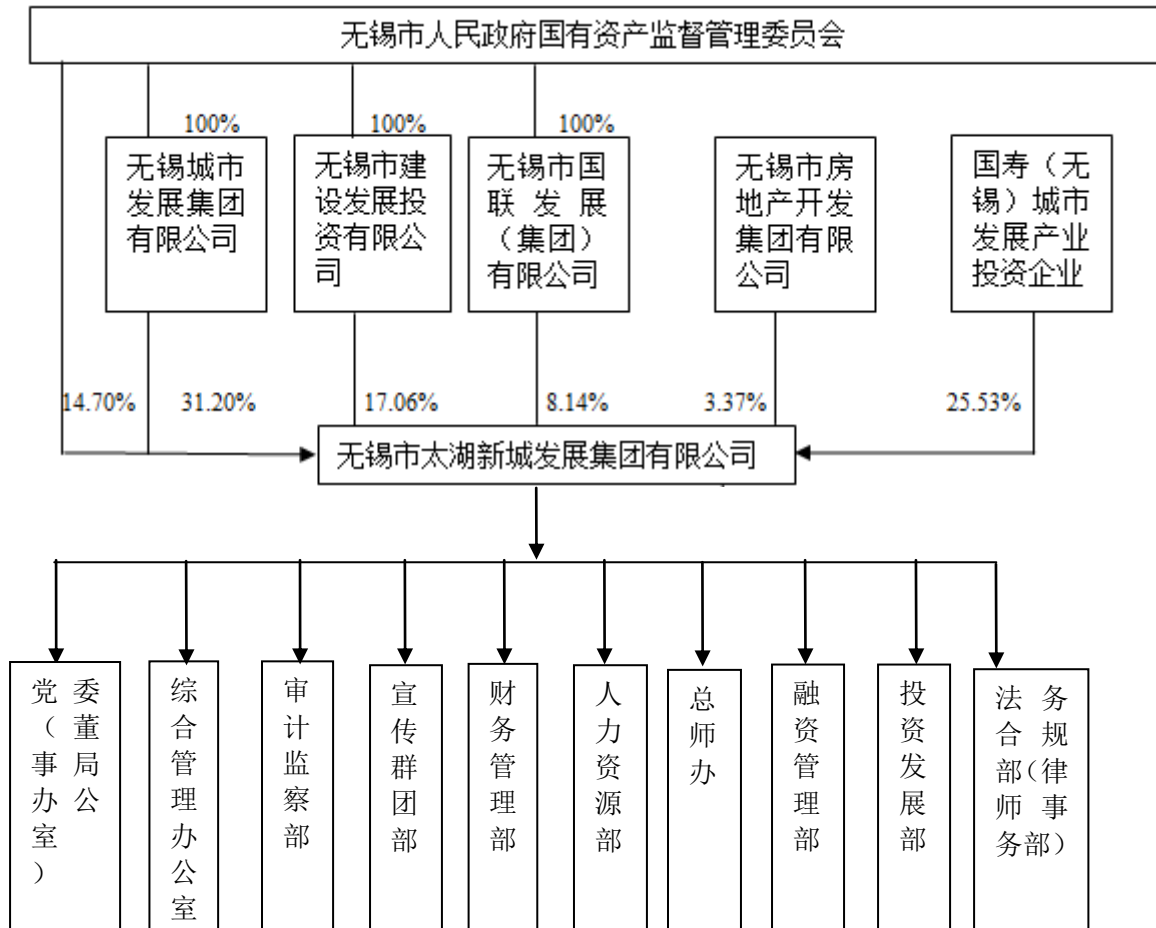 无锡市人民政府国有资产监督管理委员会
100%
100%
100%
无锡城市
发展集团
有限公司
无锡市建
设发展投
资有限公
司
无锡市国
联发展
（集团）
有限公司
无锡市房
地产开发
集团有限
公司
国寿（无
锡）城市
发展产业
投资企业
14.70%
31.20%
17.06%
8.14%
3.37%
25.53%
无锡市太湖新城发展集团有限公司
党委
（董
事局
办公
室
）
综
合
管
理
办
公
室
审
计
监
察
部
宣
传
群
团
部
财
务
管
理
部
人
力
资
源
部
总
师
办
融
资
管
理
部
投
资
发
展
部
法务
合规
部（律
师事
务部）